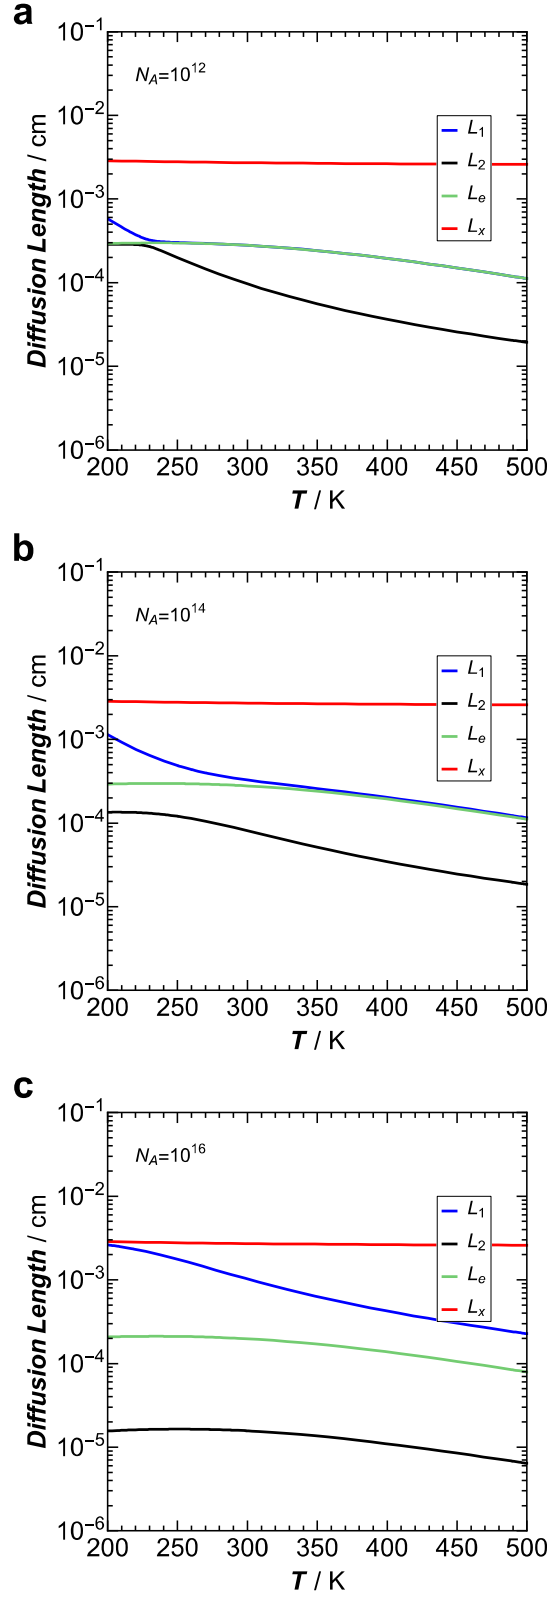 a
N_A=10^12
10^−1
10^−2
10^−3
10^−4
10^−5
10^−6
Diffusion Length / cm
L_1
L_2
L_e
L_x
200 250 300 350 400 450 500
T / K
b
N_A=10^14
10^−1
10^−2
10^−3
10^−4
10^−5
10^−6
Diffusion Length / cm
L_1
L_2
L_e
L_x
200 250 300 350 400 450 500
T / K
c
N_A=10^16
10^−1
10^−2
10^−3
10^−4
10^−5
10^−6
Diffusion Length / cm
L_1
L_2
L_e
L_x
200 250 300 350 400 450 500
T / K